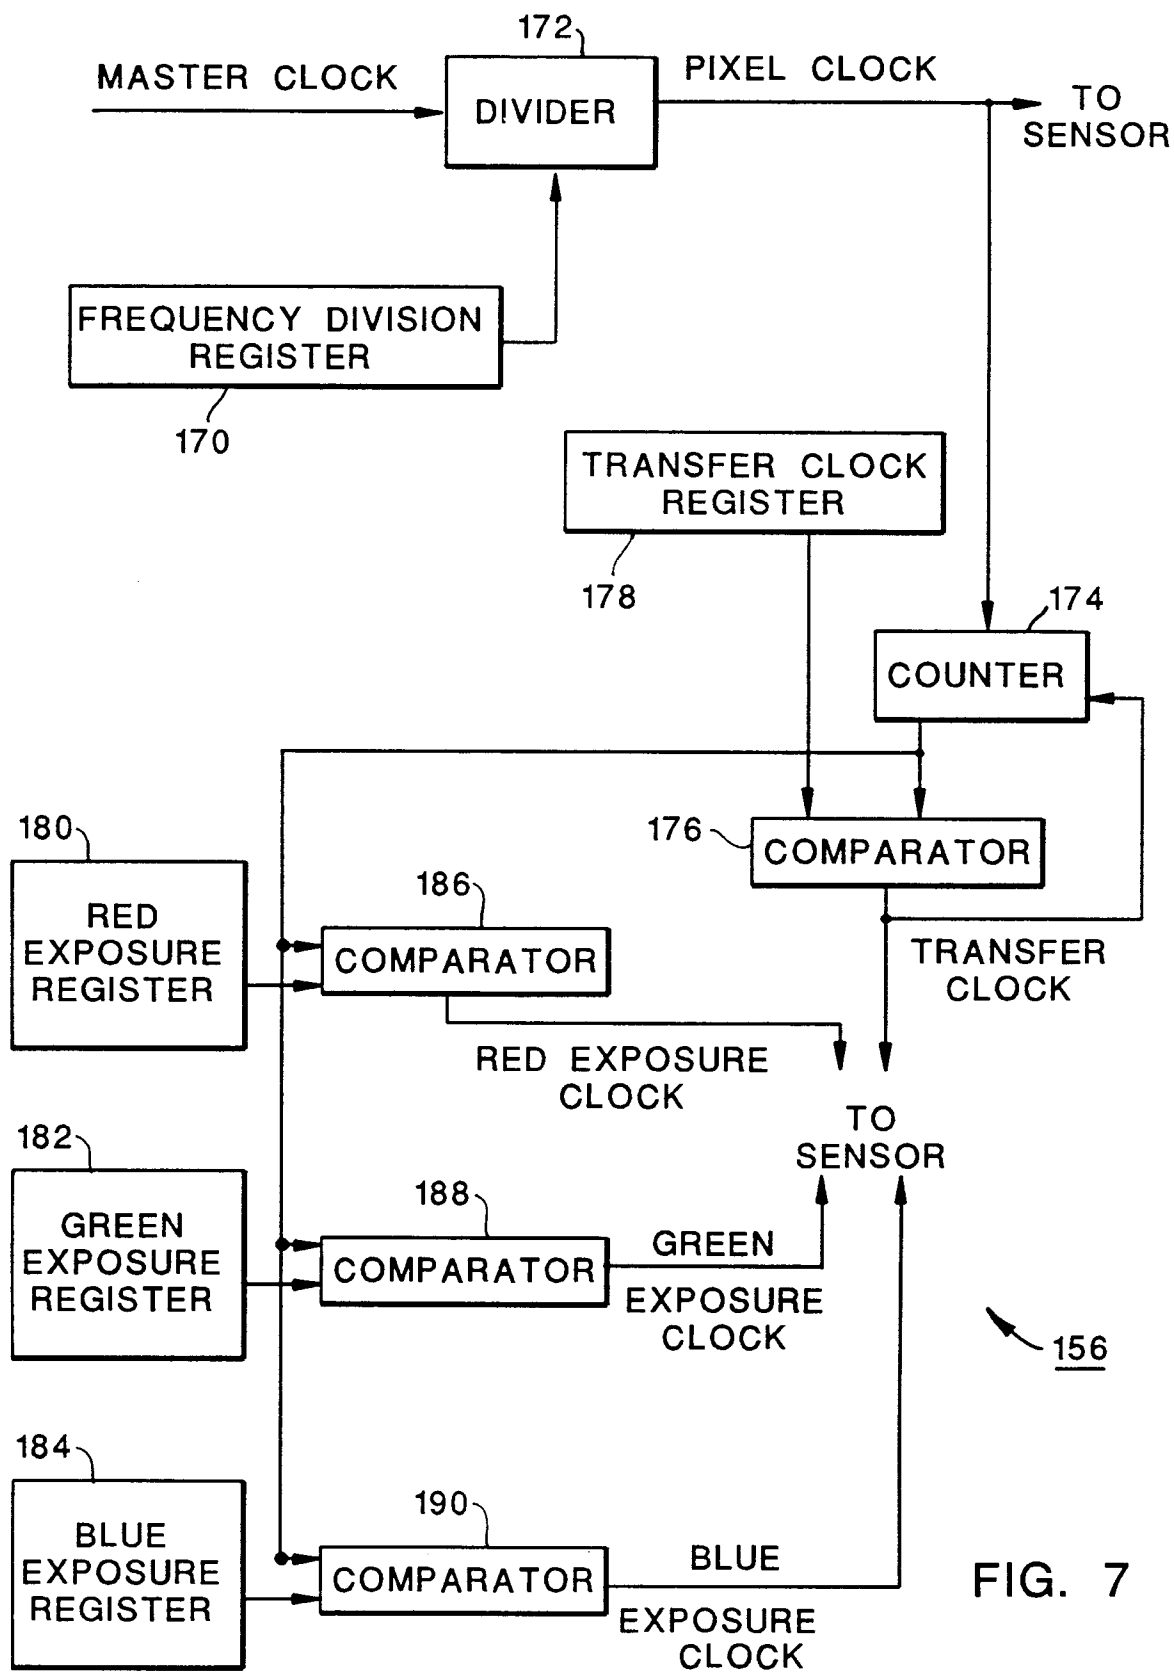 172
MASTER CLOCK
DIVIDER
PIXEL CLOCK
TO
SENSOR
FREQUENCY DIVISION
REGISTER
170
TRANSFER CLOCK
REGISTER
178
174
COUNTER
176
COMPARATOR
TRANSFER
CLOCK
180
RED
EXPOSURE
REGISTER
186
COMPARATOR
RED EXPOSURE
CLOCK
TO
SENSOR
182
GREEN
EXPOSURE
REGISTER
188
COMPARATOR
GREEN
EXPOSURE
CLOCK
156
184
BLUE
EXPOSURE
REGISTER
190
COMPARATOR
BLUE
EXPOSURE
CLOCK
FIG. 7